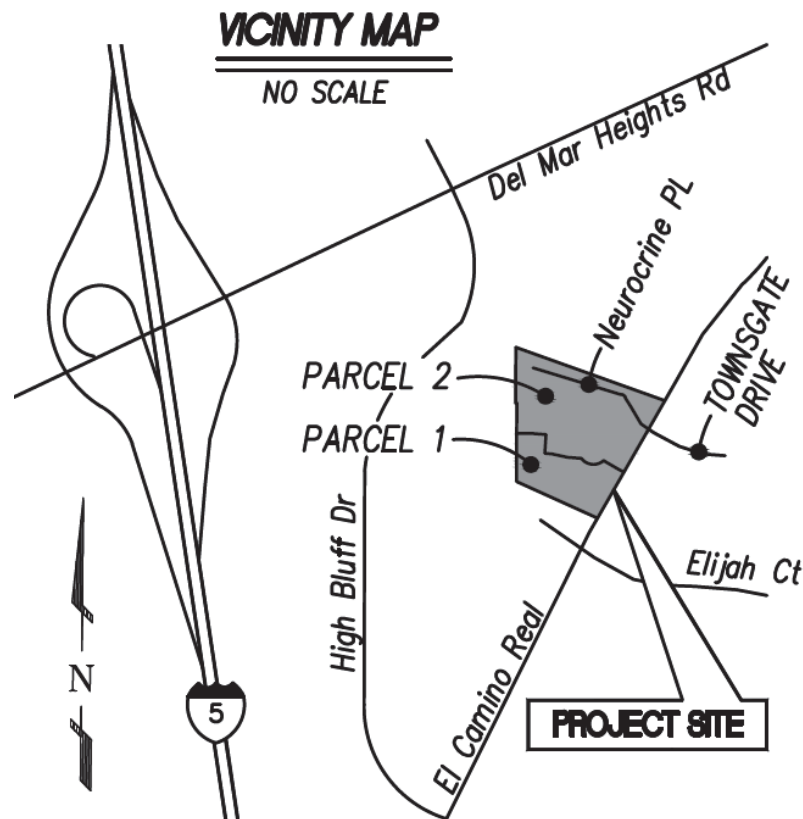 VICINITY MAP
NO SCALE
Del Mar Heights Rd
Neurocrine PL
TOWNSGATE
DRIVE
PARCEL 2
PARCEL 1
High Bluff Dr
Elijah Ct
El Camino Real
N
5
PROJECT SITE